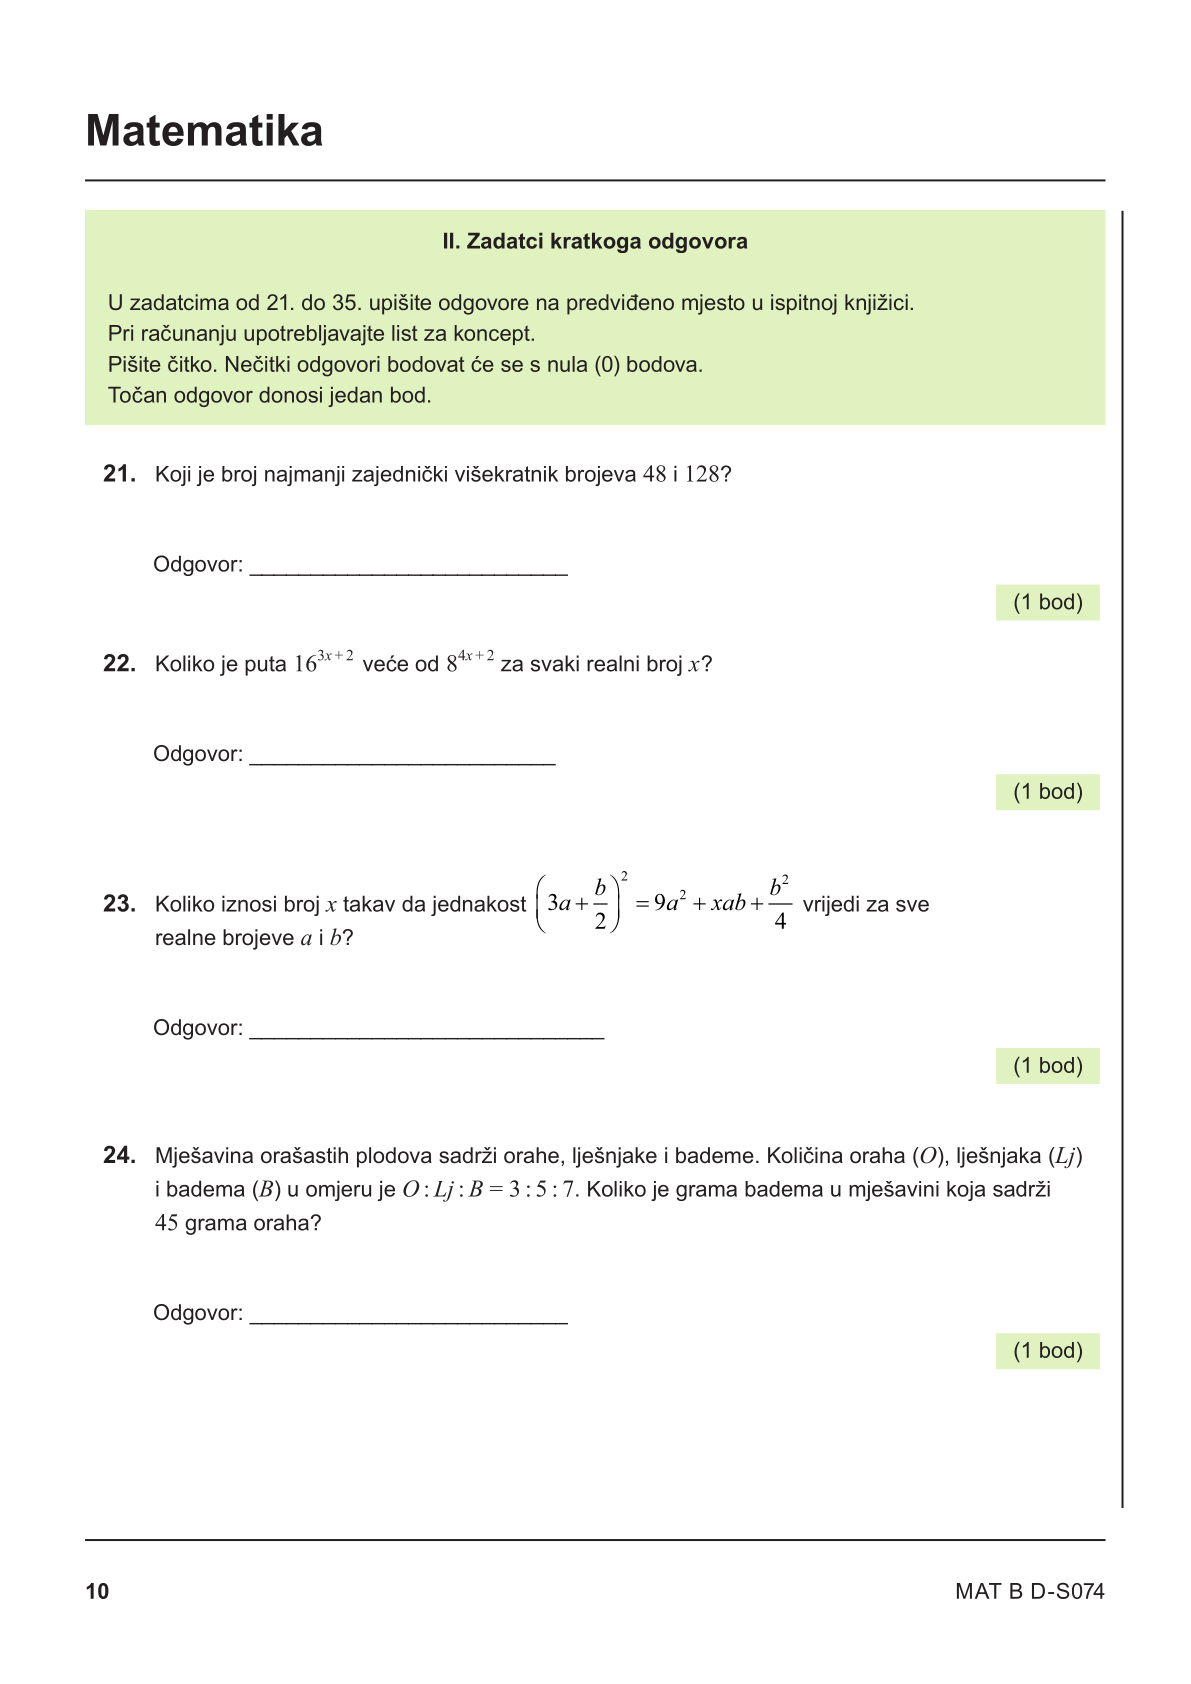 Matematika
II. Zadatci kratkoga odgovora
U zadatcima od 21. do 35. upišite odgovore na predviđeno mjesto u ispitnoj knjižici.
Pri računanju upotrebljavajte list za koncept.
Pišite čitko. Nečitki odgovori bodovat će se s nula (0) bodova.
Točan odgovor donosi jedan bod.
21. Koji je broj najmanji zajednički višekratnik brojeva 48 i 128?
Odgovor: __________________________
(1 bod)
22. Koliko je puta 16^{3x+2} veće od 8^{4x+2} za svaki realni broj x?
Odgovor: _________________________
(1 bod)
23. Koliko iznosi broj x takav da jednakost (3a + b/2)^2 = 9a^2 + xab + b^2/4 vrijedi za sve
realne brojeve a i b?
Odgovor: _____________________________
(1 bod)
24. Mješavina orašastih plodova sadrži orahe, lješnjake i bademe. Količina oraha (O), lješnjaka (Lj)
i badema (B) u omjeru je O : Lj : B = 3 : 5 : 7. Koliko je grama badema u mješavini koja sadrži
45 grama oraha?
Odgovor: __________________________
(1 bod)
10
MAT B D-S074